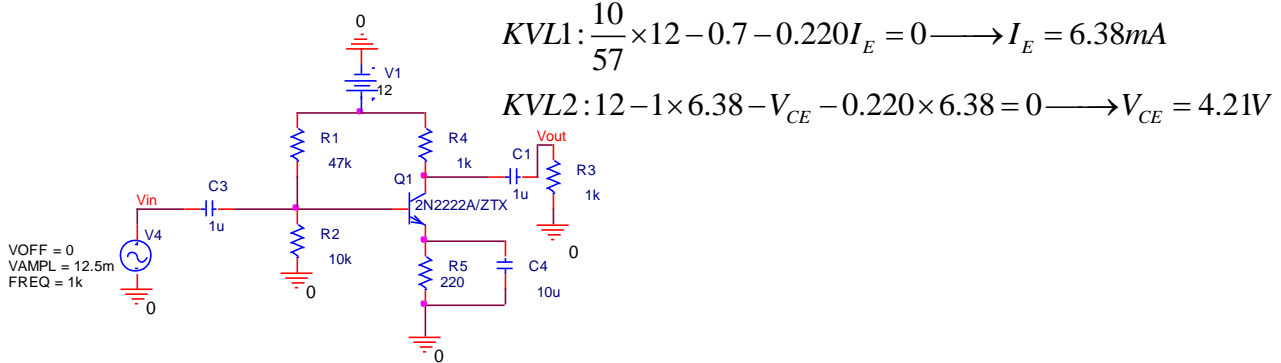 KVL1: 10/57 × 12 − 0.7 − 0.220I_E = 0 ⟶ I_E = 6.38mA
KVL2: 12 − 1 × 6.38 − V_CE − 0.220 × 6.38 = 0 ⟶ V_CE = 4.21V
0
V1
12
R1
47k
R4
1k
Vout
C1
1u
R3
1k
0
Q1
2N2222A/ZTX
C3
1u
Vin
V4
VOFF = 0
VAMPL = 12.5m
FREQ = 1k
0
R2
10k
0
R5
220
C4
10u
0